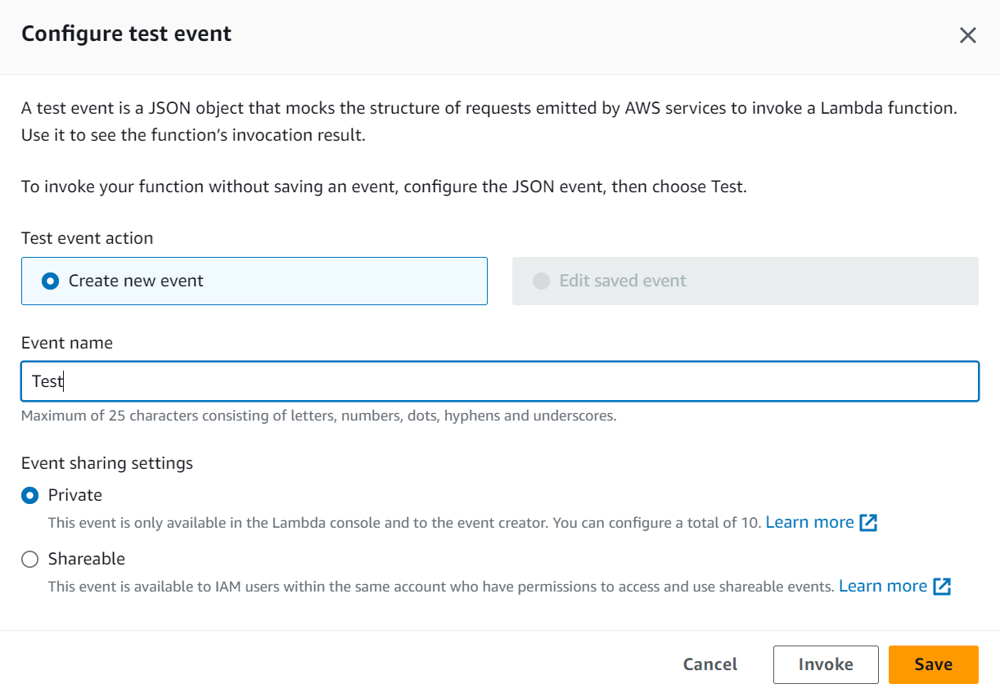 Configure test event
A test event is a JSON object that mocks the structure of requests emitted by AWS services to invoke a Lambda function.
Use it to see the function’s invocation result.
To invoke your function without saving an event, configure the JSON event, then choose Test.
Test event action
Create new event
Edit saved event
Event name
Test
Maximum of 25 characters consisting of letters, numbers, dots, hyphens and underscores.
Event sharing settings
Private
This event is only available in the Lambda console and to the event creator. You can configure a total of 10. Learn more
Shareable
This event is available to IAM users within the same account who have permissions to access and use shareable events. Learn more
Cancel Invoke Save